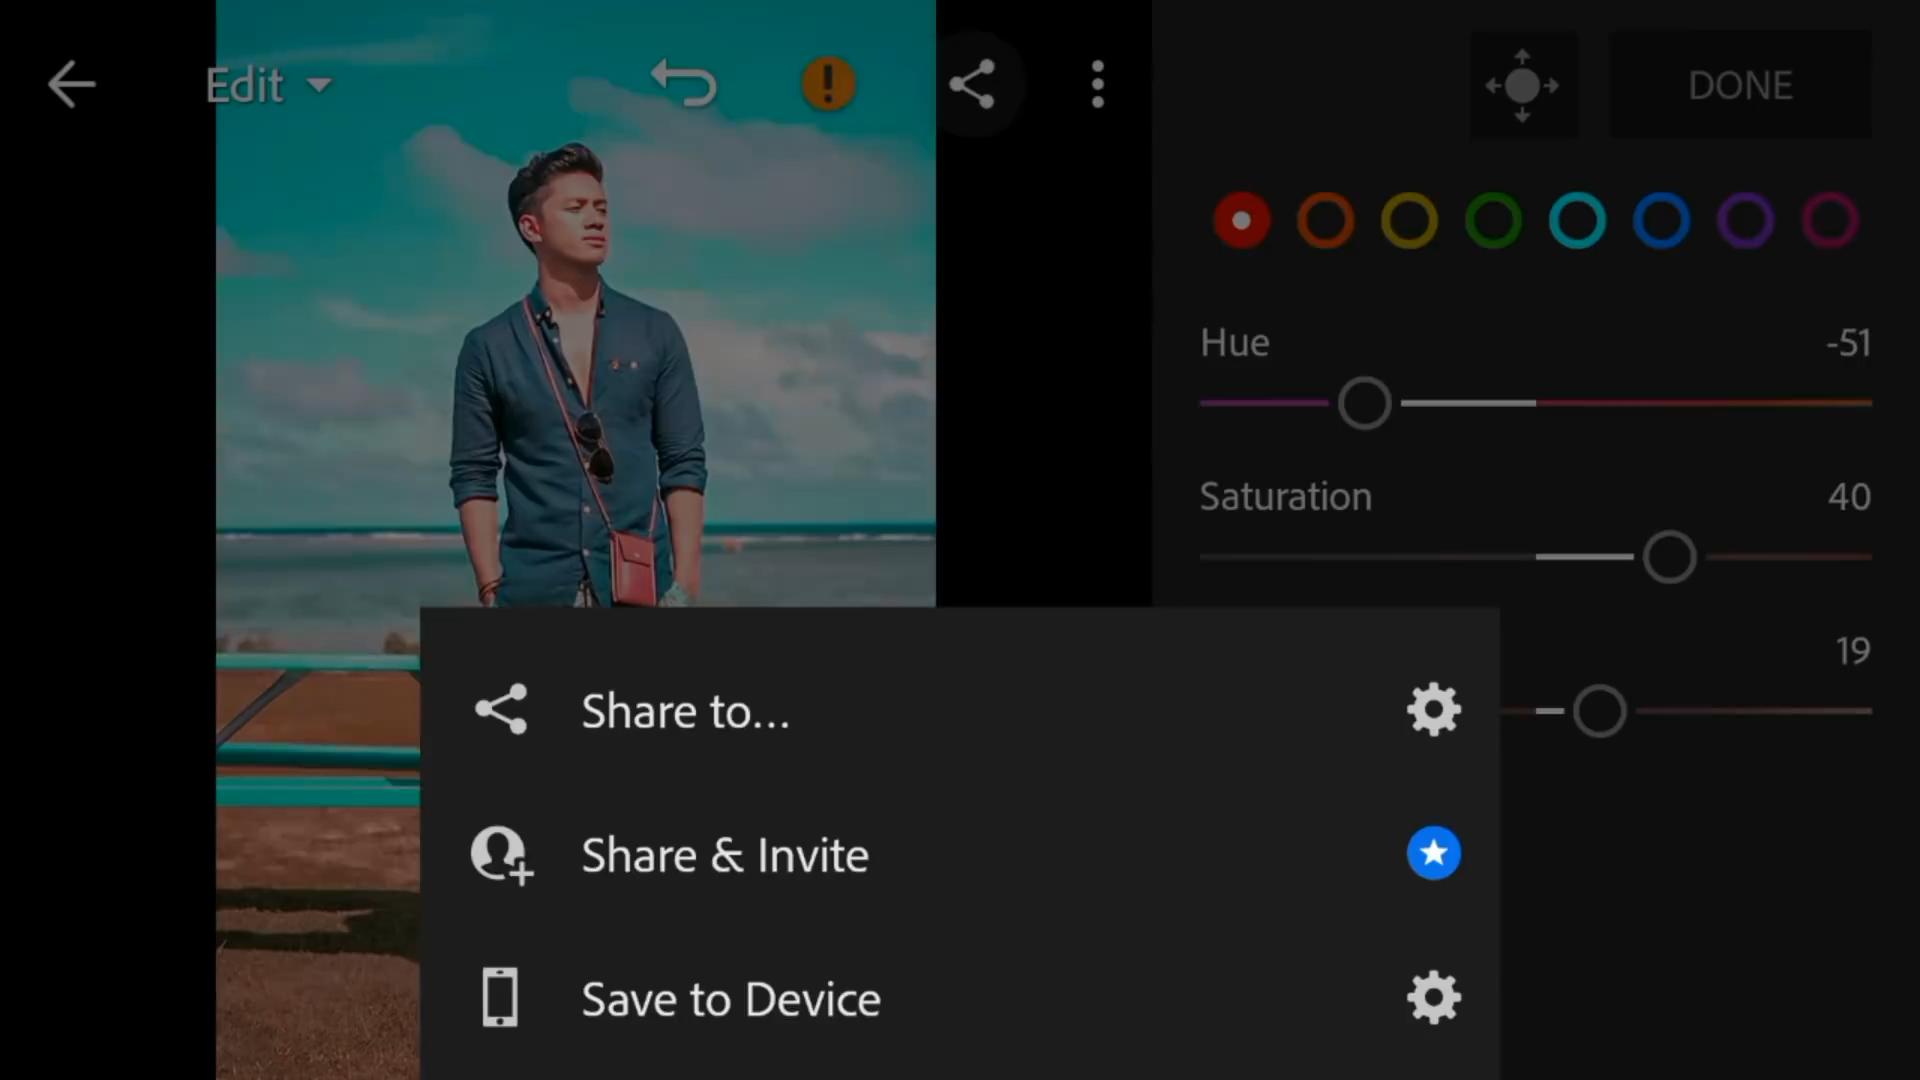 Edit
DONE
Hue -51
Saturation 40
19
Share to...
Share & Invite
Save to Device